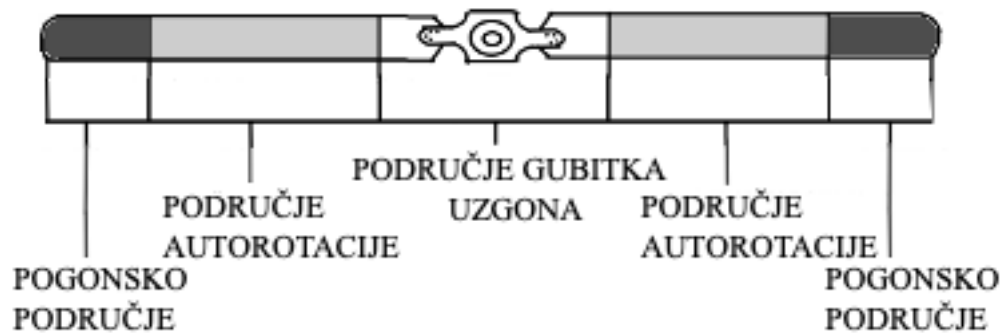 PODRUČJE GUBITKA
UZGONA
PODRUČJE
AUTOROTACIJE
PODRUČJE
AUTOROTACIJE
POGONSKO
PODRUČJE
POGONSKO
PODRUČJE